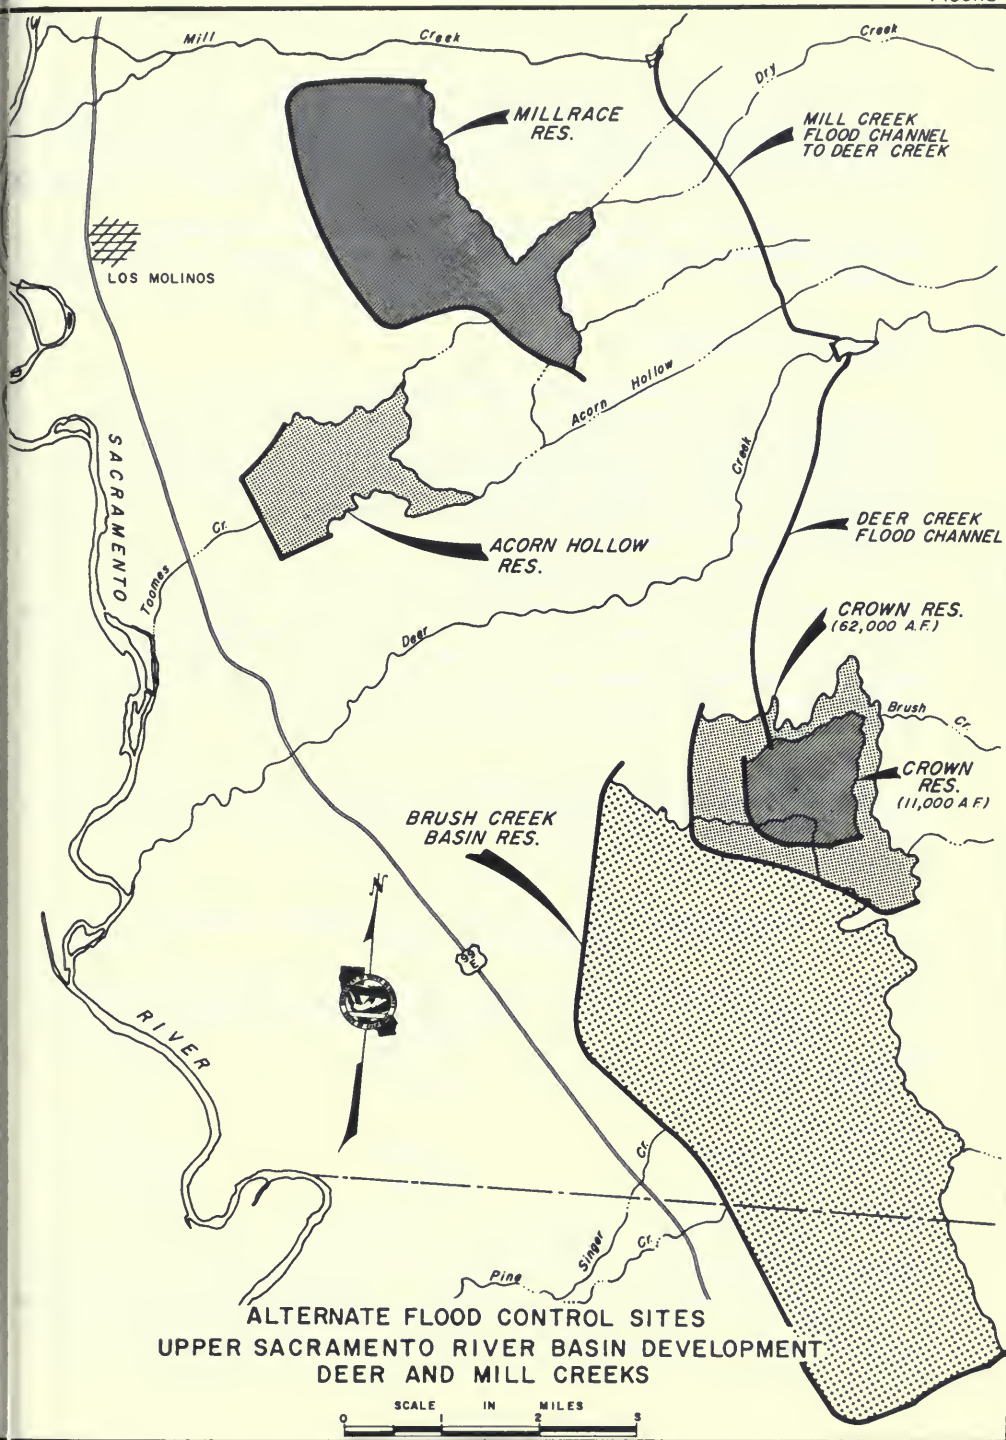 Mill Creek
Creek
Dry
MILLRACE
RES.
MILL CREEK
FLOOD CHANNEL
TO DEER CREEK
LOS MOLINOS
Acorn Hollow
Creek
SACRAMENTO
Cr.
Toomes
ACORN HOLLOW
RES.
DEER CREEK
FLOOD CHANNEL
Deer
CROWN RES.
(62,000 A.F.)
Brush Cr.
CROWN
RES.
(11,000 A.F.)
BRUSH CREEK
BASIN RES.
N
99
E
RIVER
Cr.
Singer
Cr.
Pine
ALTERNATE FLOOD CONTROL SITES
UPPER SACRAMENTO RIVER BASIN DEVELOPMENT
DEER AND MILL CREEKS
SCALE IN MILES
0 1 2 3